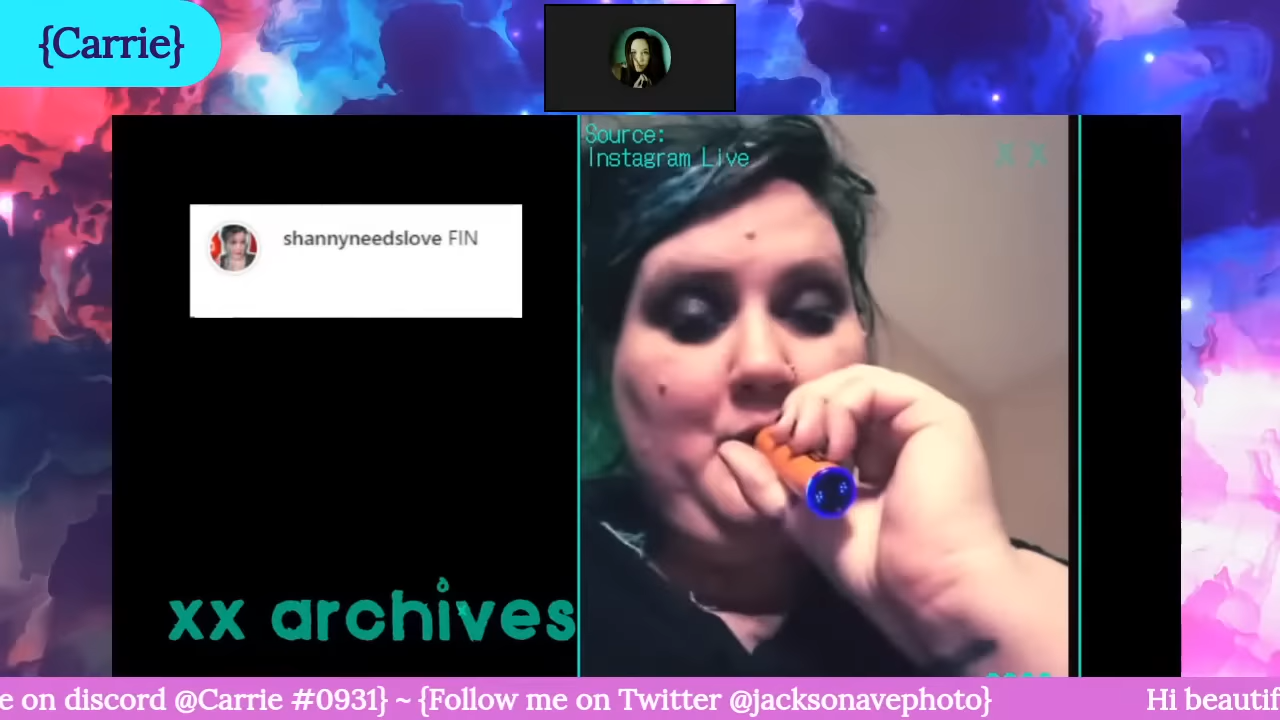 {Carrie}
Source:
Instagram Live
X X
shannyneedslove FIN
xx archives
e on discord @Carrie #0931} ~ {Follow me on Twitter @jacksonavephoto} Hi beautif